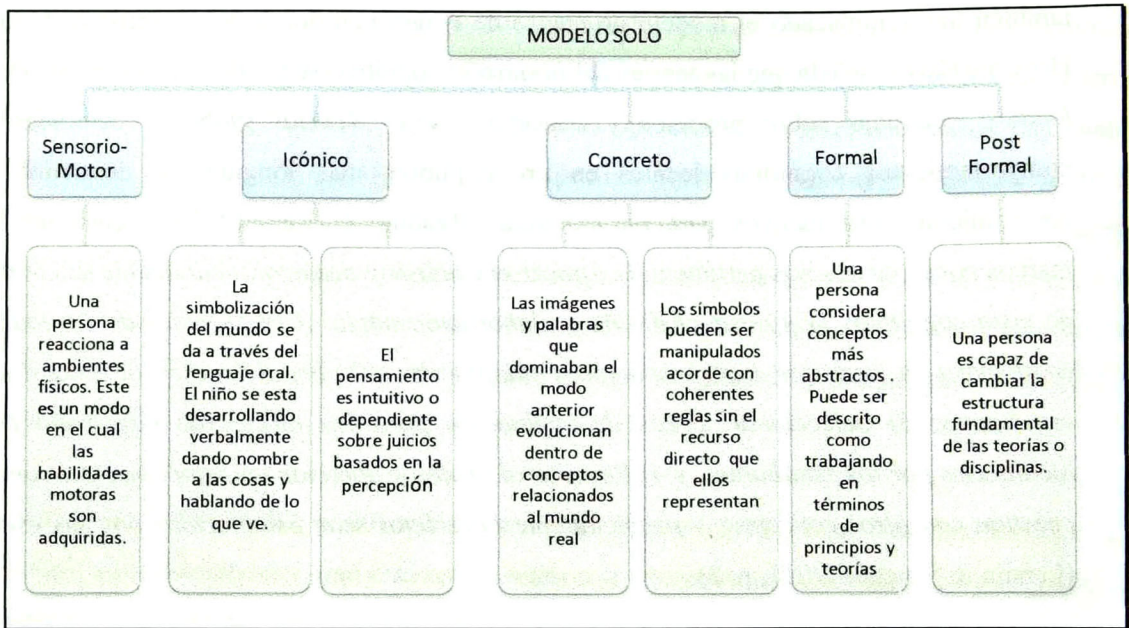 MODELO SOLO
Sensorio-
Motor
Icónico
Concreto
Formal
Post
Formal
Una
persona
reacciona a
ambientes
físicos. Este
es un modo
en el cual
las
habilidades
motoras
son
adquiridas.
La
simbolización
del mundo se
da a través del
lenguaje oral.
El niño se esta
desarrollando
verbalmente
dando nombre
a las cosas y
hablando de lo
que ve.
El
pensamiento
es intuitivo o
dependiente
sobre juicios
basados en la
percepción
Las imágenes
y palabras
que
dominaban el
modo
anterior
evolucionan
dentro de
conceptos
relacionados
al mundo
real
Los símbolos
pueden ser
manipulados
acorde con
coherentes
reglas sin el
recurso
directo que
ellos
representan
Una
persona
considera
conceptos
más
abstractos.
Puede ser
descrito
como
trabajando
en
términos
de
principios y
teorías
Una persona
es capaz de
cambiar la
estructura
fundamental
de las teorías o
disciplinas.